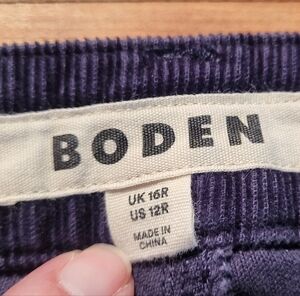 BODEN
UK 16R
US 12R
MADE IN
CHINA